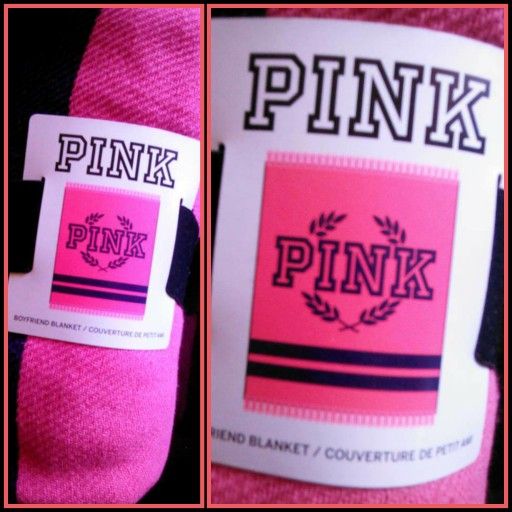 PINK
PINK
BOYFRIEND BLANKET / COUVERTURE DE PETIT AMI
PINK
PINK
RIEND BLANKET / COUVERTURE DE PETIT AMI